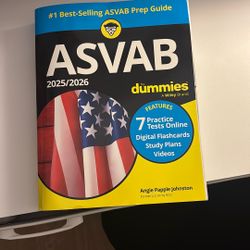 #1 Best-Selling ASVAB Prep Guide
ASVAB
2025/2026
dummies
A Wiley Brand
FEATURES
7 Practice
Tests Online
Digital Flashcards
Study Plans
Videos
Angie Papple Johnston